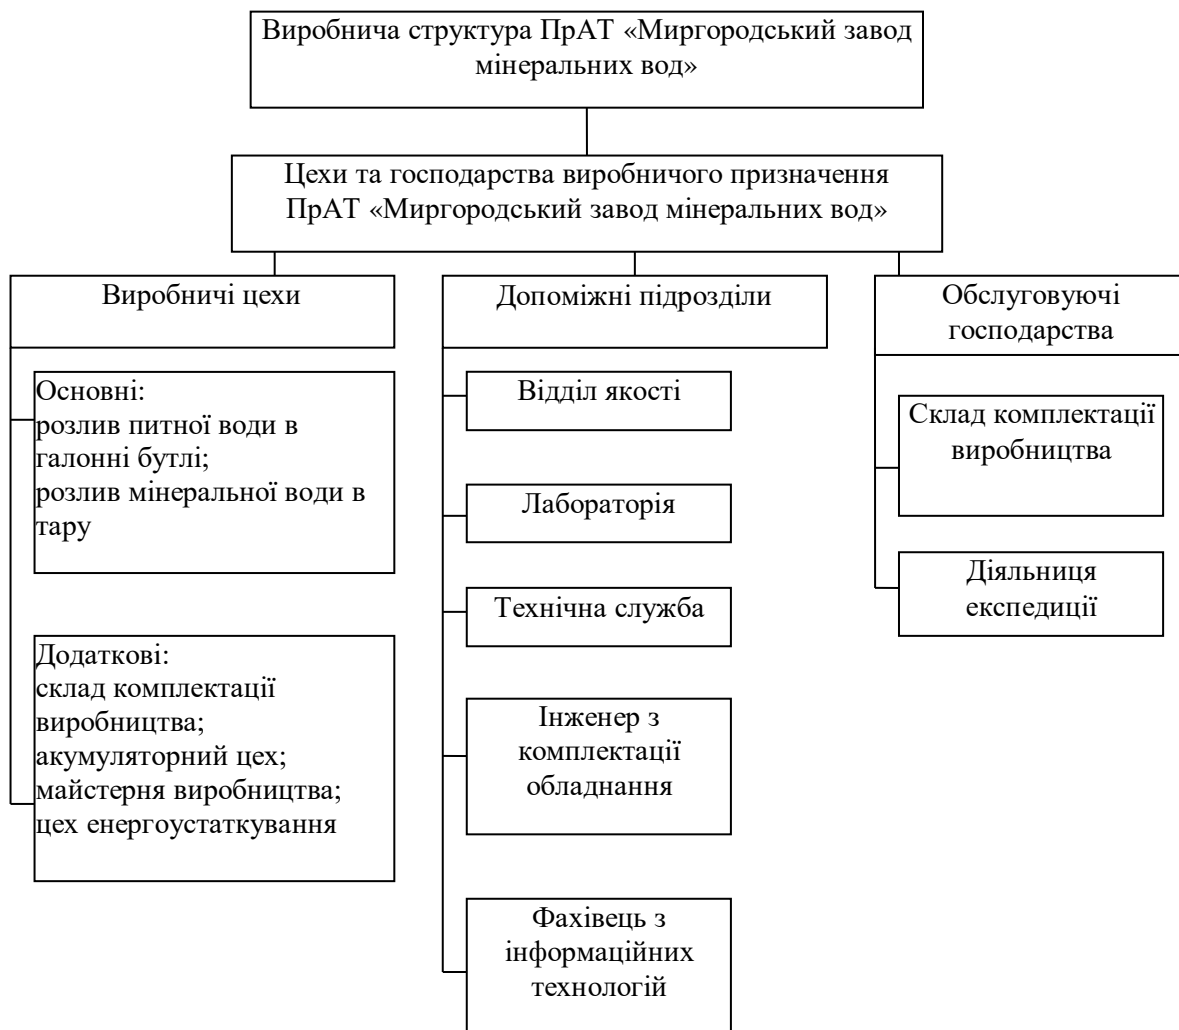 Виробнича структура ПрАТ «Миргородський завод
мінеральних вод»
Цехи та господарства виробничого призначення
ПрАТ «Миргородський завод мінеральних вод»
Виробничі цехи
Основні:
розлив питної води в
галонні бутлі;
розлив мінеральної води в
тару
Додаткові:
склад комплектації
виробництва;
акумуляторний цех;
майстерня виробництва;
цех енергоустаткування
Допоміжні підрозділи
Відділ якості
Лабораторія
Технічна служба
Інженер з
комплектації
обладнання
Фахівець з
інформаційних
технологій
Обслуговуючі
господарства
Склад комплектації
виробництва
Діяльниця
експедиції